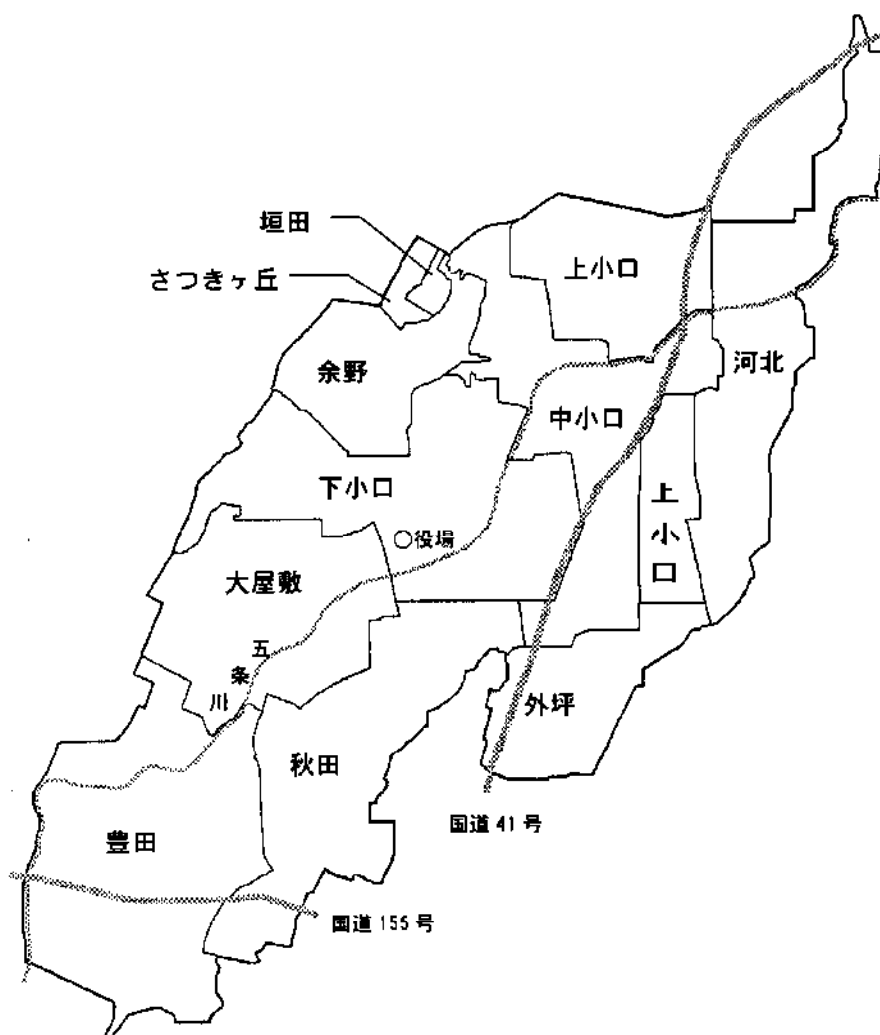 垣田
さつきヶ丘
上小口
余野
河北
中小口
下小口
上小口
役場
大屋敷
五条川
外坪
秋田
国道41号
豊田
国道155号